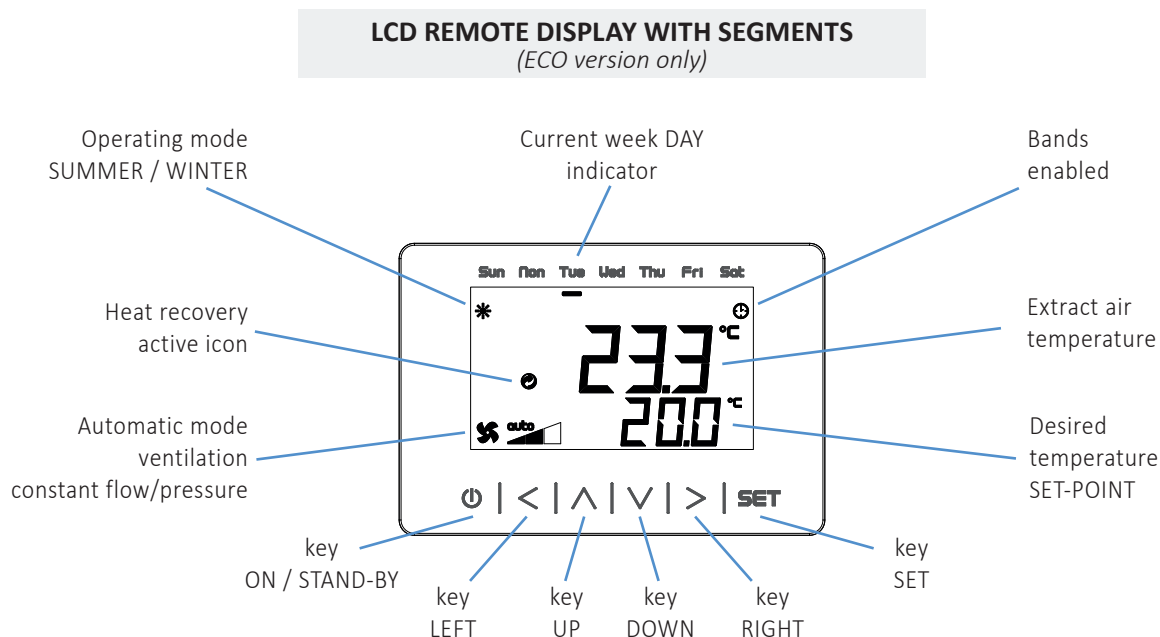 LCD REMOTE DISPLAY WITH SEGMENTS
(ECO version only)
Operating mode
SUMMER / WINTER
Current week DAY
indicator
Bands
enabled
Sun Mon Tue Wed Thu Fri Sat
Heat recovery
active icon
23.3 °C
Extract air
temperature
Automatic mode
ventilation
constant flow/pressure
auto
20.0 °C
Desired
temperature
SET-POINT
SET
key
ON / STAND-BY
key
LEFT
key
UP
key
DOWN
key
RIGHT
key
SET